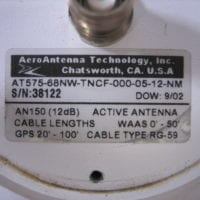 AeroAntenna Technology, Inc.
Chatsworth, CA. U.S.A
AT575-68NW-TNCF-000-05-12-NM
S/N:38122 DOW: 9/02
AN150 (12dB) ACTIVE ANTENNA
CABLE LENGTHS WAAS 0' - 50'
GPS 20' - 100' CABLE TYPE RG-59